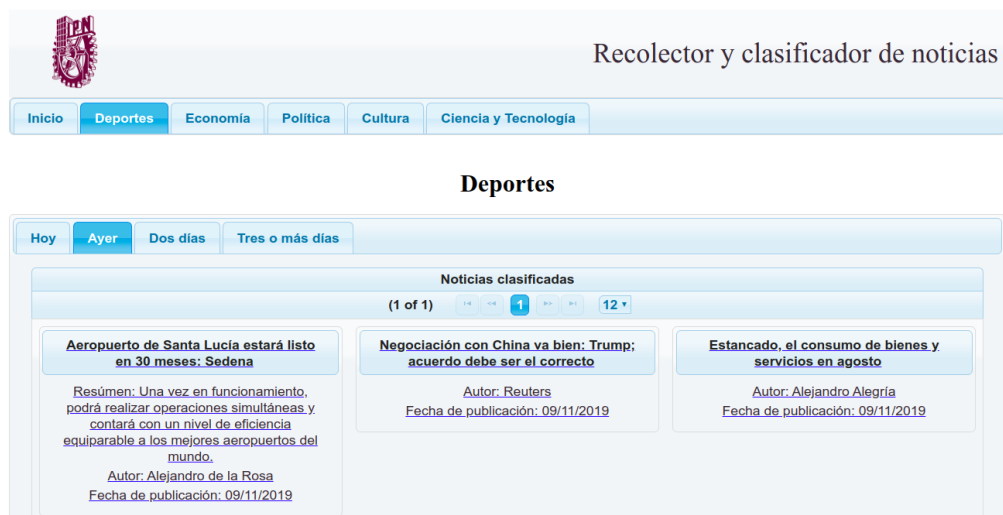 IPN
Recolector y clasificador de noticias
Inicio Deportes Economía Política Cultura Ciencia y Tecnología
Deportes
Hoy Ayer Dos días Tres o más días
Noticias clasificadas
(1 of 1) 1 12
Aeropuerto de Santa Lucía estará listo
en 30 meses: Sedena
Resúmen: Una vez en funcionamiento,
podrá realizar operaciones simultáneas y
contará con un nivel de eficiencia
equiparable a los mejores aeropuertos del
mundo.
Autor: Alejandro de la Rosa
Fecha de publicación: 09/11/2019
Negociación con China va bien: Trump;
acuerdo debe ser el correcto
Autor: Reuters
Fecha de publicación: 09/11/2019
Estancado, el consumo de bienes y
servicios en agosto
Autor: Alejandro Alegría
Fecha de publicación: 09/11/2019